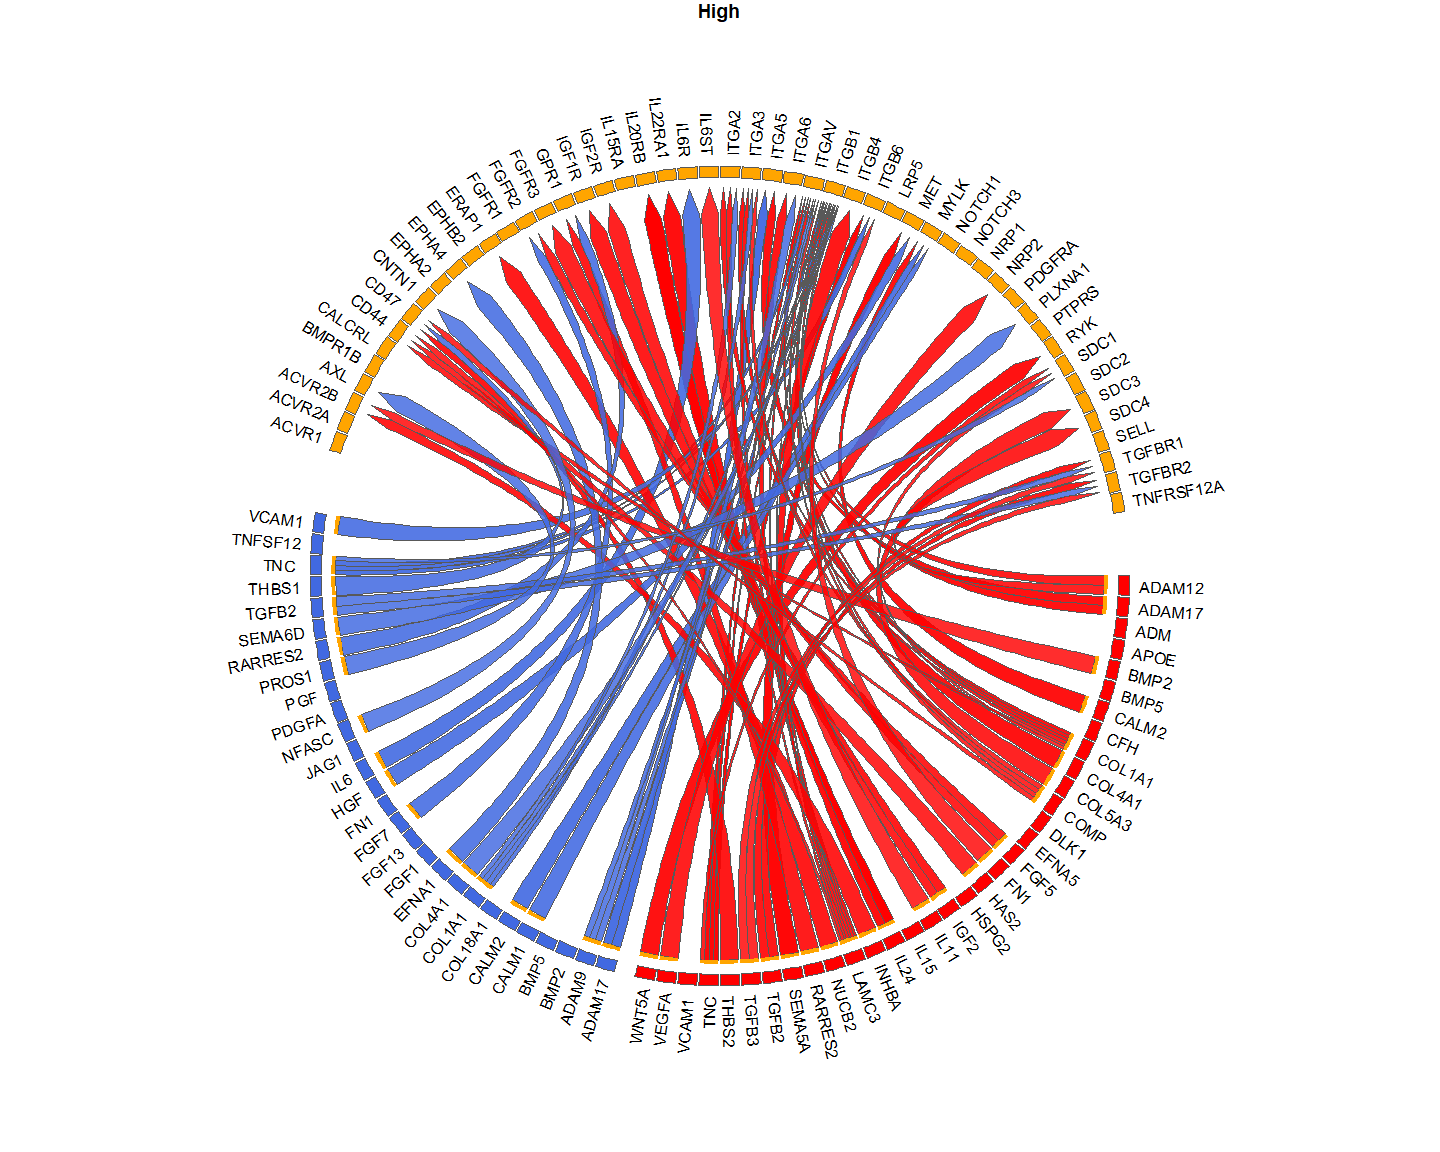 High
ACVR1
ACVR2A
ACVR2B
AXL
BMPR1B
CALCRL
CD44
CD47
CNTN1
EPHA2
EPHA4
EPHB2
ERAP1
FGFR1
FGFR2
FGFR3
GPR1
IGF1R
IGF2R
IL15RA
IL20RB
IL22RA1
IL6R
IL6ST
ITGA2
ITGA3
ITGA5
ITGA6
ITGAV
ITGB1
ITGB4
ITGB6
LRP5
MET
MYLK
NOTCH1
NOTCH3
NRP1
NRP2
PDGFRA
PLXNA1
PTPRS
RYK
SDC1
SDC2
SDC3
SDC4
SELL
TGFBR1
TGFBR2
TNFRSF12A
ADAM12
ADAM17
ADM
APOE
BMP2
BMP5
CALM2
CFH
COL1A1
COL4A1
COL5A3
COMP
DLK1
EFNA5
FGF5
FN1
HAS2
HSPG2
IGF2
IL11
IL15
IL24
INHBA
LAMC3
NUCB2
RARRES2
SEMA5A
TGFB2
TGFB3
THBS2
TNC
VCAM1
VEGFA
WNT5A
ADAM17
ADAM9
BMP2
BMP5
CALM1
CALM2
COL18A1
COL1A1
COL4A1
EFNA1
FGF1
FGF13
FGF7
FN1
HGF
IL6
JAG1
NFASC
PDGFA
PGF
PROS1
RARRES2
SEMA6D
TGFB2
THBS1
TNC
TNFSF12
VCAM1